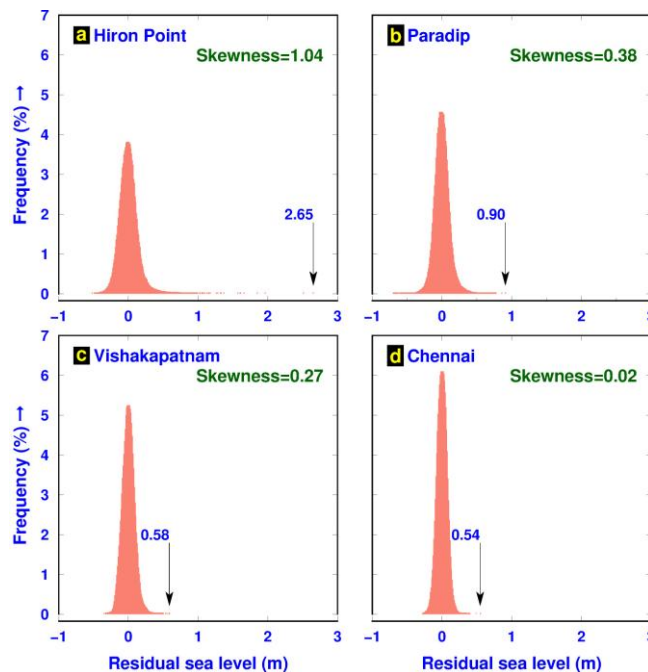 a Hiron Point
Skewness=1.04
Frequency (%) →
7
6
5
4
3
2
1
0
2.65
−1 0 1 2 3
b Paradip
Skewness=0.38
0.90
−1 0 1 2 3
c Vishakapatnam
Skewness=0.27
Frequency (%) →
7
6
5
4
3
2
1
0
0.58
−1 0 1 2 3
Residual sea level (m)
d Chennai
Skewness=0.02
0.54
−1 0 1 2 3
Residual sea level (m)